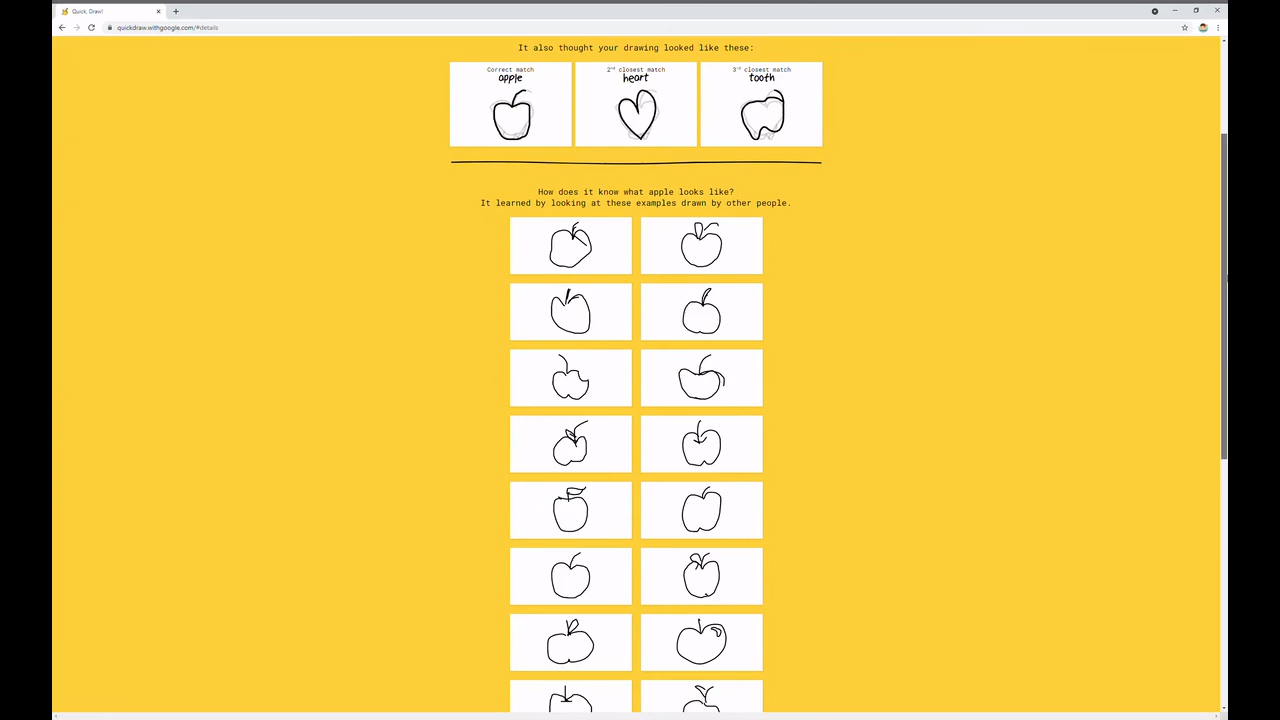 Quick, Draw!
quickdraw.withgoogle.com/#details
It also thought your drawing looked like these:
Correct match
apple
2nd closest match
heart
3rd closest match
tooth
How does it know what apple looks like?
It learned by looking at these examples drawn by other people.